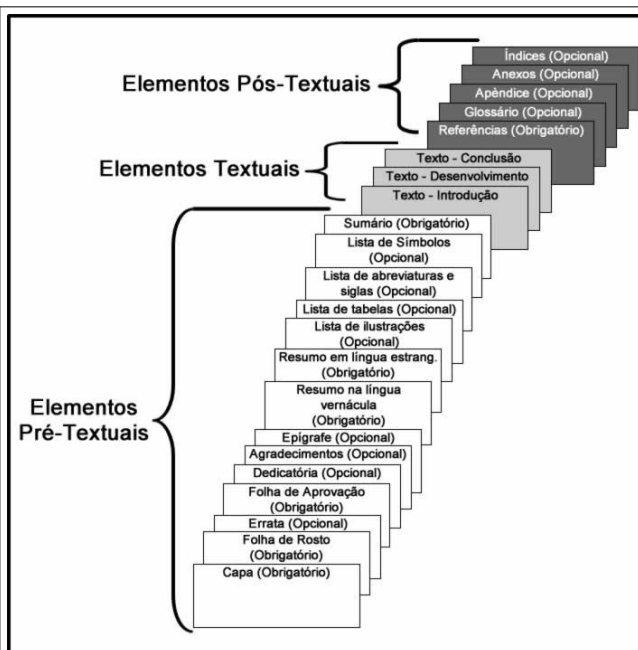 Elementos Pós-Textuais
Índices (Opcional)
Anexos (Opcional)
Apèndice (Opcional)
Glossário (Opcional)
Referências (Obrigatório)
Elementos Textuais
Texto - Conclusão
Texto - Desenvolvimento
Texto - Introdução
Sumário (Obrigatório)
Lista de Símbolos
(Opcional)
Lista de abreviaturas e
siglas (Opcional)
Lista de tabelas (Opcional)
Lista de ilustrações
(Opcional)
Resumo em língua estrang.
(Obrigatório)
Resumo na língua
vernácula
(Obrigatório)
Elementos
Pré-Textuais
Epígrafe (Opcional)
Agradecimentos (Opcional)
Dedicatória (Opcional)
Folha de Aprovação
(Obrigatório)
Errata (Opcional)
Folha de Rosto
(Obrigatório)
Capa (Obrigatório)